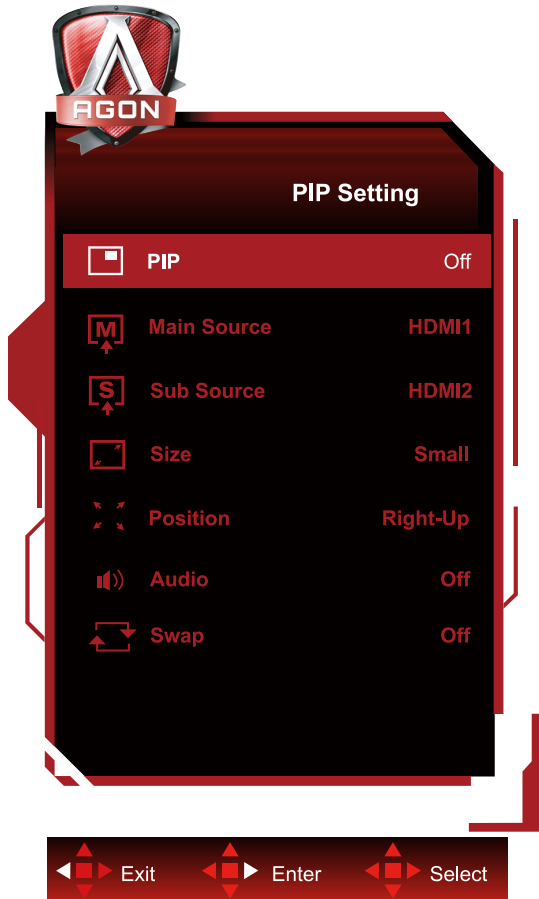 AGON
PIP Setting
PIP Off
Main Source HDMI1
Sub Source HDMI2
Size Small
Position Right-Up
Audio Off
Swap Off
Exit Enter Select